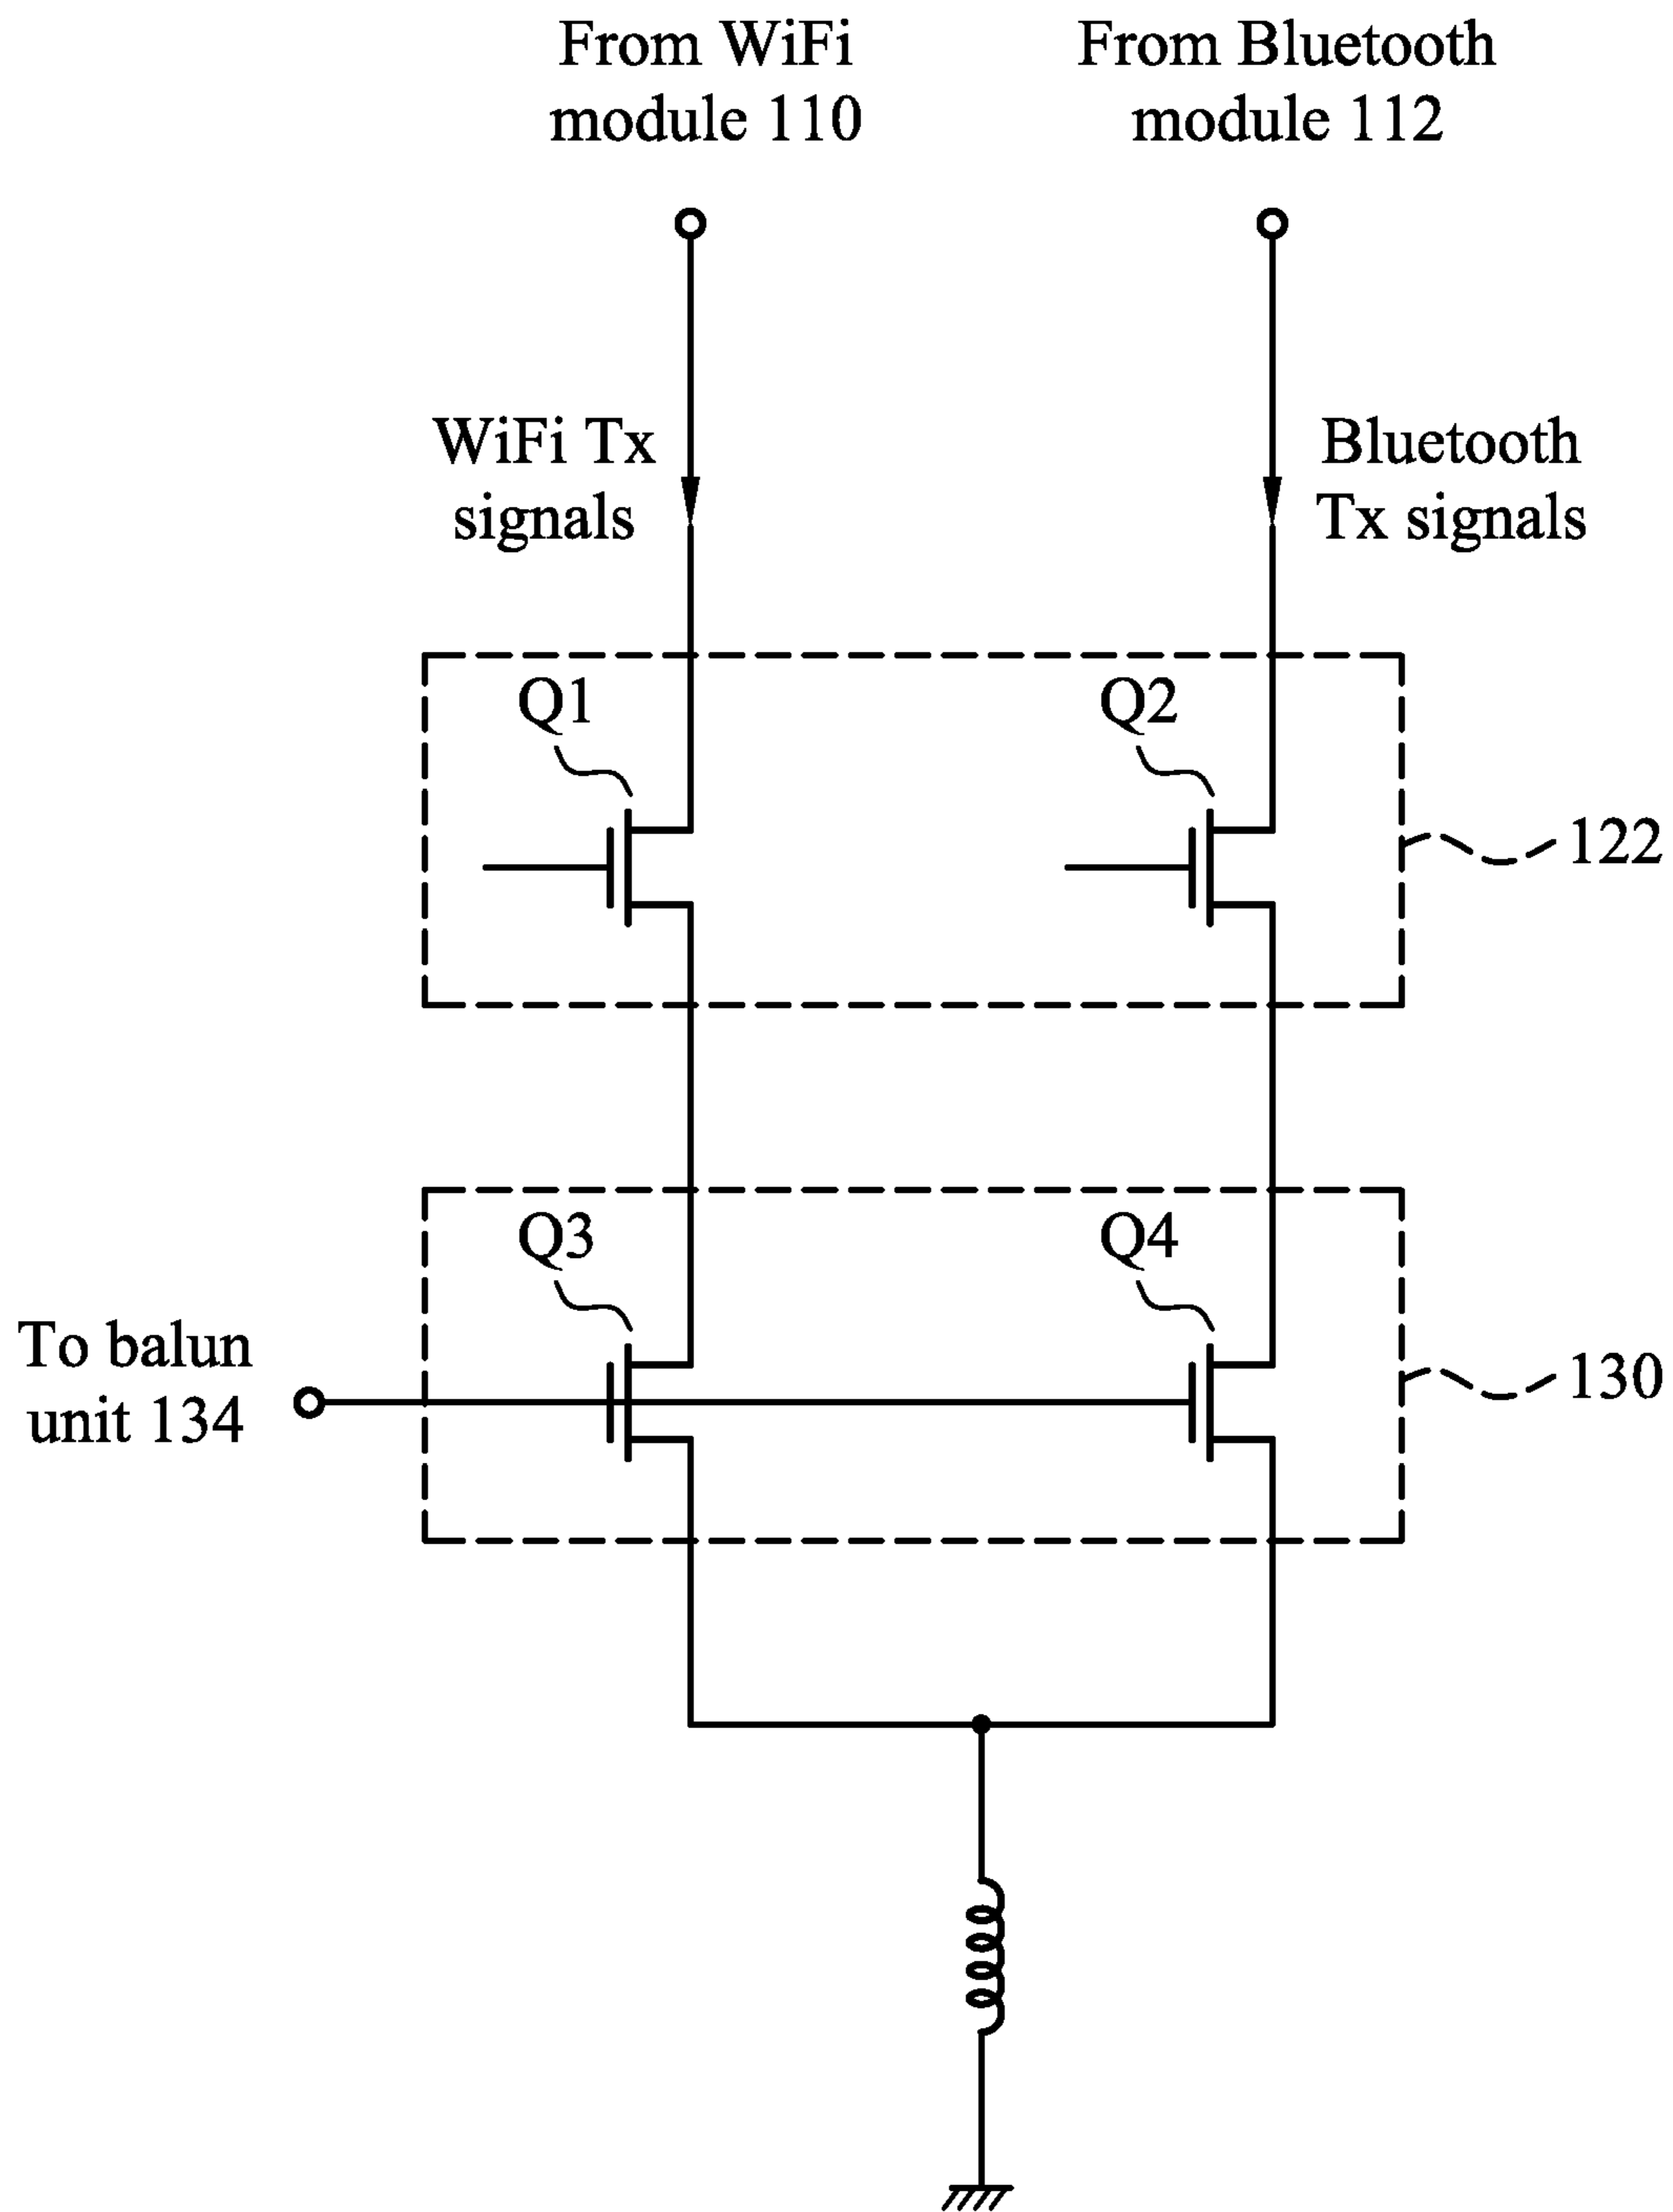 From WiFi
module 110
From Bluetooth
module 112
WiFi Tx
signals
Bluetooth
Tx signals
Q1
Q2
122
Q3
Q4
To balun
unit 134
130